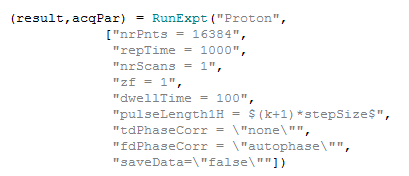 (result,acqPar) = RunExpt("Proton",
["nrPnts = 16384",
"repTime = 1000",
"nrScans = 1",
"zf = 1",
"dwellTime = 100",
"pulseLength1H = $(k+1)*stepSize$",
"tdPhaseCorr = \"none\"",
"fdPhaseCorr = \"autophase\"",
"saveData=\"false\""])